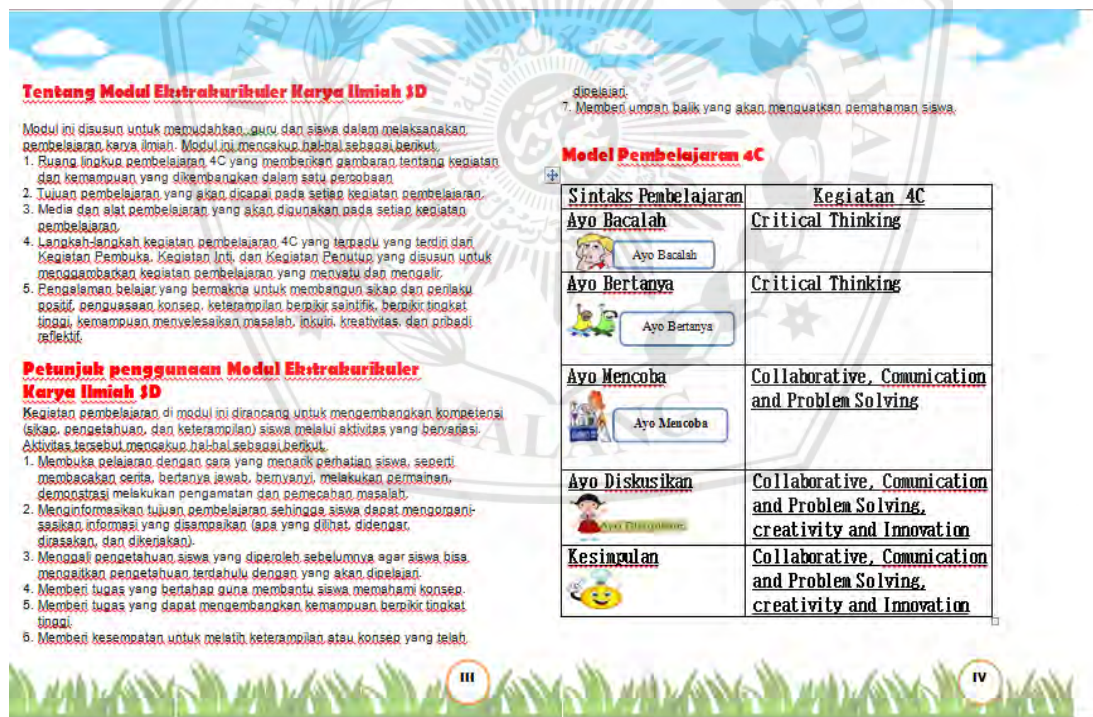 Tentang Modul Ekstrakurikuler Karya Ilmiah SD
Modul ini disusun untuk memudahkan guru dan siswa dalam melaksanakan
pembelajaran karya ilmiah. Modul ini mencakup hal-hal sebagai berikut.
1. Ruang lingkup pembelajaran 4C yang memberikan gambaran tentang kegiatan
dan kemampuan yang dikembangkan dalam satu percobaan
2. Tujuan pembelajaran yang akan dicapai pada setiap kegiatan pembelajaran.
3. Media dan alat pembelajaran yang akan digunakan pada setiap kegiatan
pembelajaran.
4. Langkah-langkah kegiatan pembelajaran 4C yang terpadu yang terdiri dari
Kegiatan Pembuka, Kegiatan Inti, dan Kegiatan Penutup yang disusun untuk
menggambarkan kegiatan pembelajaran yang menyatu dan mengalir.
5. Pengalaman belajar yang bermakna untuk membangun sikap dan perilaku
positif, penguasaan konsep, keterampilan berpikir saintifik, berpikir tingkat
tinggi, kemampuan menyelesaikan masalah, inkuiri, kreativitas, dan pribadi
reflektif.
Petunjuk penggunaan Modul Ekstrakurikuler
Karya Ilmiah SD
Kegiatan pembelajaran di modul ini dirancang untuk mengembangkan kompetensi
(sikap, pengetahuan, dan keterampilan) siswa melalui aktivitas yang bervariasi.
Aktivitas tersebut mencakup hal-hal sebagai berikut.
1. Membuka pelajaran dengan cara yang menarik perhatian siswa, seperti
membacakan cerita, bertanya jawab, bernyanyi, melakukan permainan,
demonstrasi melakukan pengamatan dan pemecahan masalah.
2. Menginformasikan tujuan pembelajaran sehingga siswa dapat mengorgani-
sasikan informasi yang disampaikan (apa yang dilihat, didengar,
dirasakan, dan dikerjakan).
3. Menggali pengetahuan siswa yang diperoleh sebelumnya agar siswa bisa
mengaitkan pengetahuan terdahulu dengan yang akan dipelajari.
4. Memberi tugas yang bertahap guna membantu siswa memahami konsep.
5. Memberi tugas yang dapat mengembangkan kemampuan berpikir tingkat
tinggi.
6. Memberi kesempatan untuk melatih keterampilan atau konsep yang telah
III
dipelajari.
7. Memberi umpan balik yang akan menguatkan pemahaman siswa.
Model Pembelajaran 4C
Sintaks Pembelajaran Kegiatan 4C
Ayo Bacalah Critical Thinking
Ayo Bacalah
Ayo Bertanya Critical Thinking
Ayo Bertanya
Ayo Mencoba Collaborative, Comunication
and Problem Solving
Ayo Mencoba
Ayo Diskusikan Collaborative, Comunication
and Problem Solving,
creativity and Innovation
Ayo Diskusikan
Kesimpulan Collaborative, Comunication
and Problem Solving,
creativity and Innovation
IV
MALANG